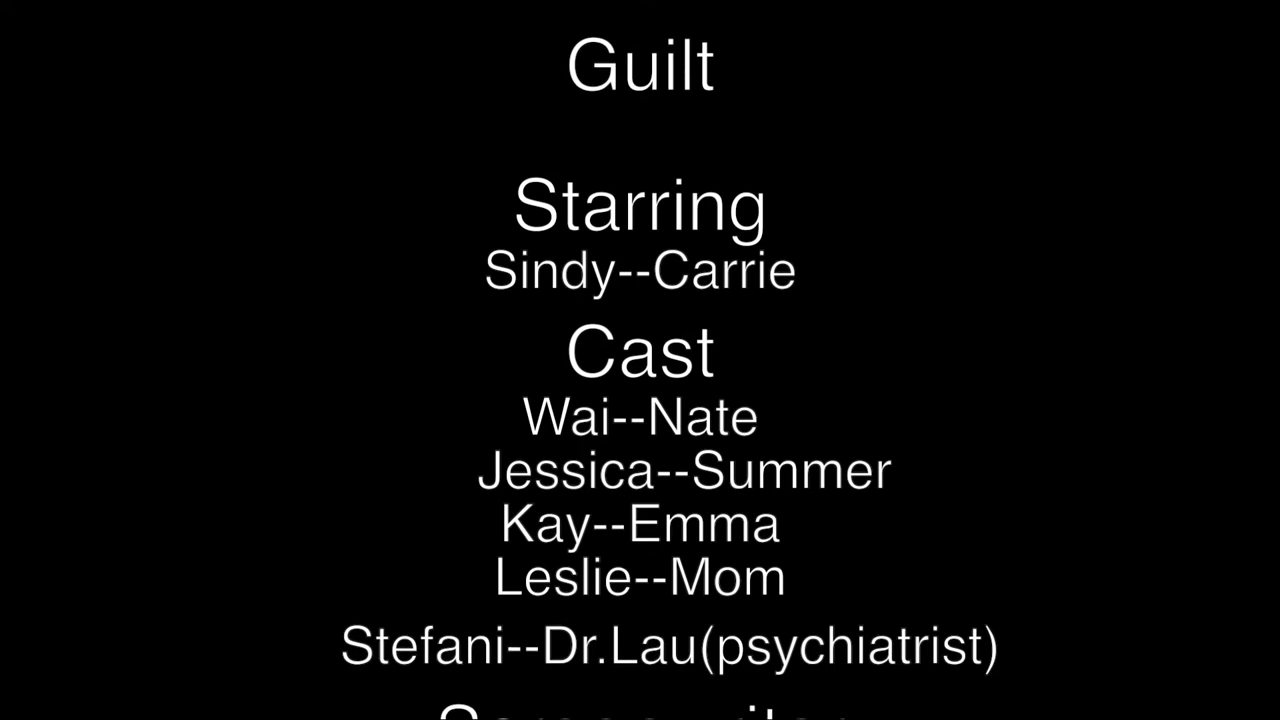 Guilt
Starring
Sindy--Carrie
Cast
Wai--Nate
Jessica--Summer
Kay--Emma
Leslie--Mom
Stefani--Dr.Lau(psychiatrist)